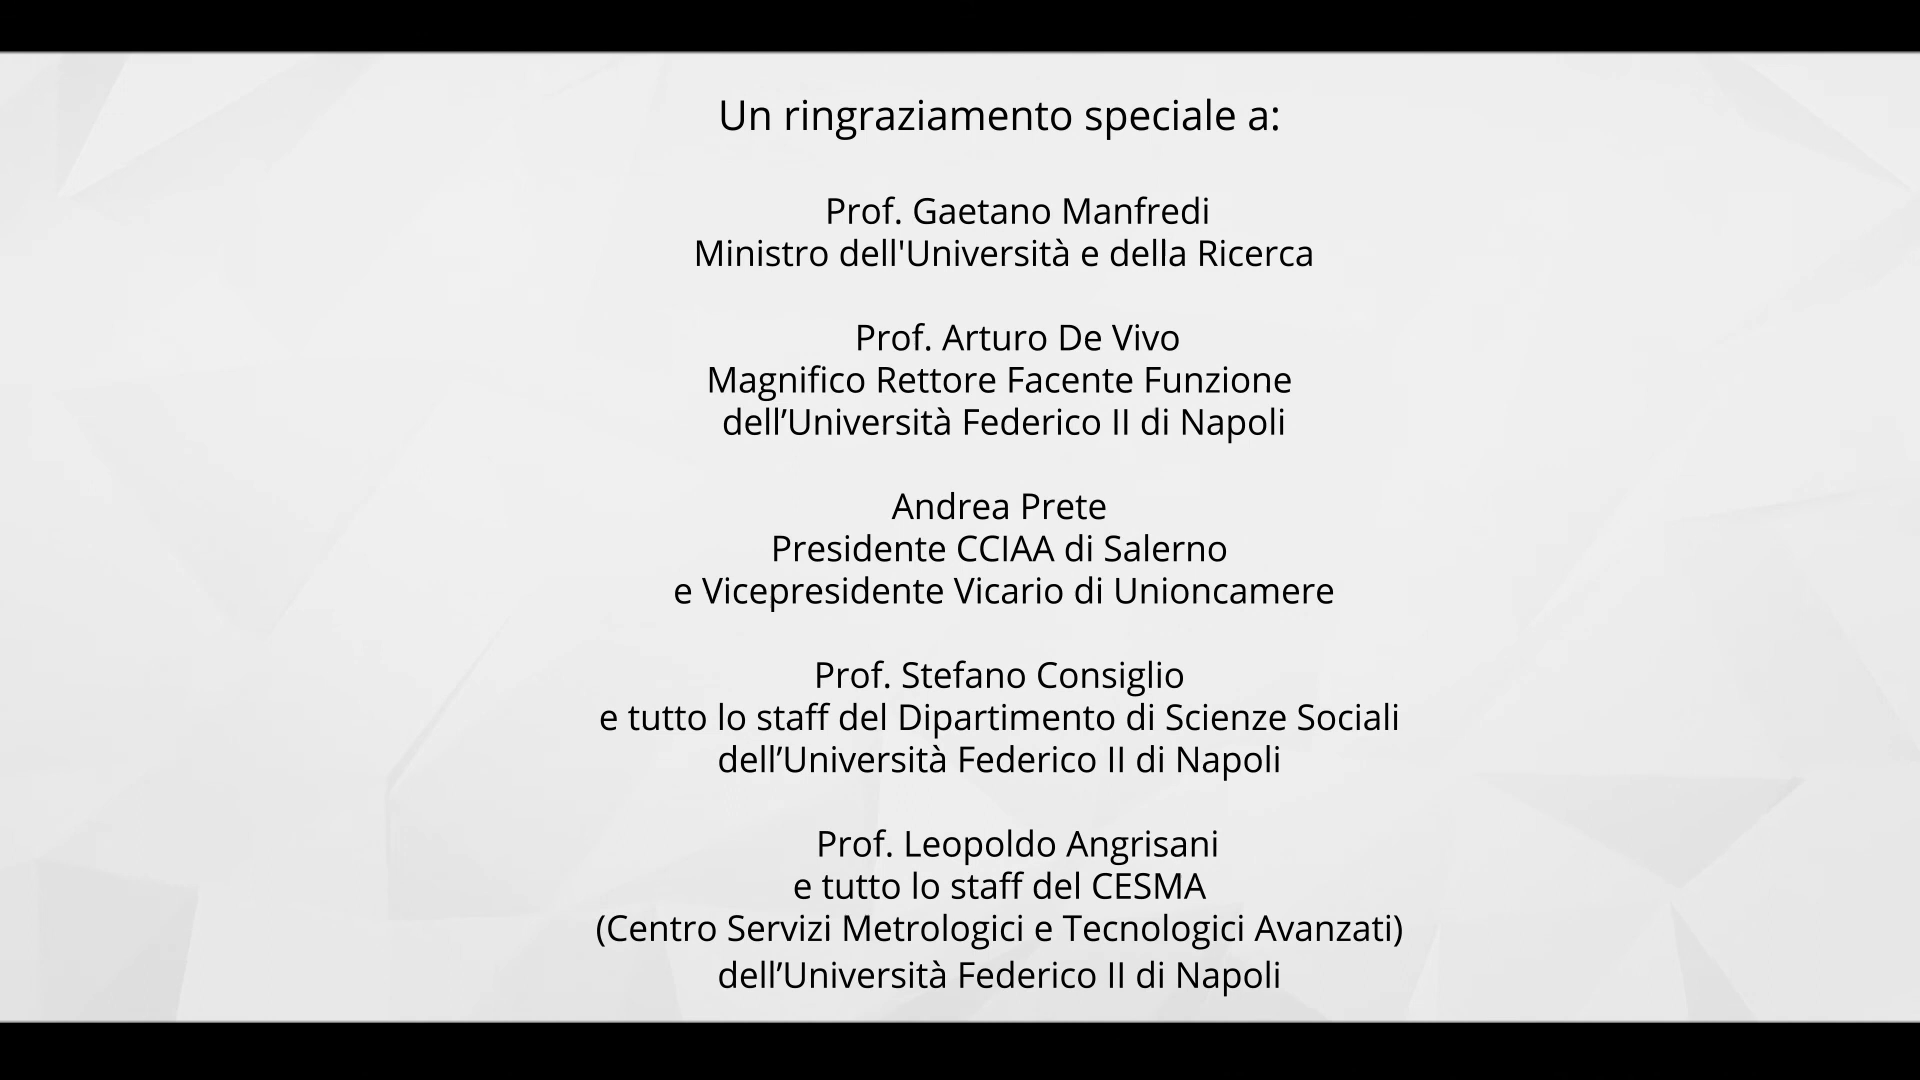 Un ringraziamento speciale a:
Prof. Gaetano Manfredi
Ministro dell'Università e della Ricerca
Prof. Arturo De Vivo
Magnifico Rettore Facente Funzione
dell’Università Federico II di Napoli
Andrea Prete
Presidente CCIAA di Salerno
e Vicepresidente Vicario di Unioncamere
Prof. Stefano Consiglio
e tutto lo staff del Dipartimento di Scienze Sociali
dell’Università Federico II di Napoli
Prof. Leopoldo Angrisani
e tutto lo staff del CESMA
(Centro Servizi Metrologici e Tecnologici Avanzati)
dell’Università Federico II di Napoli